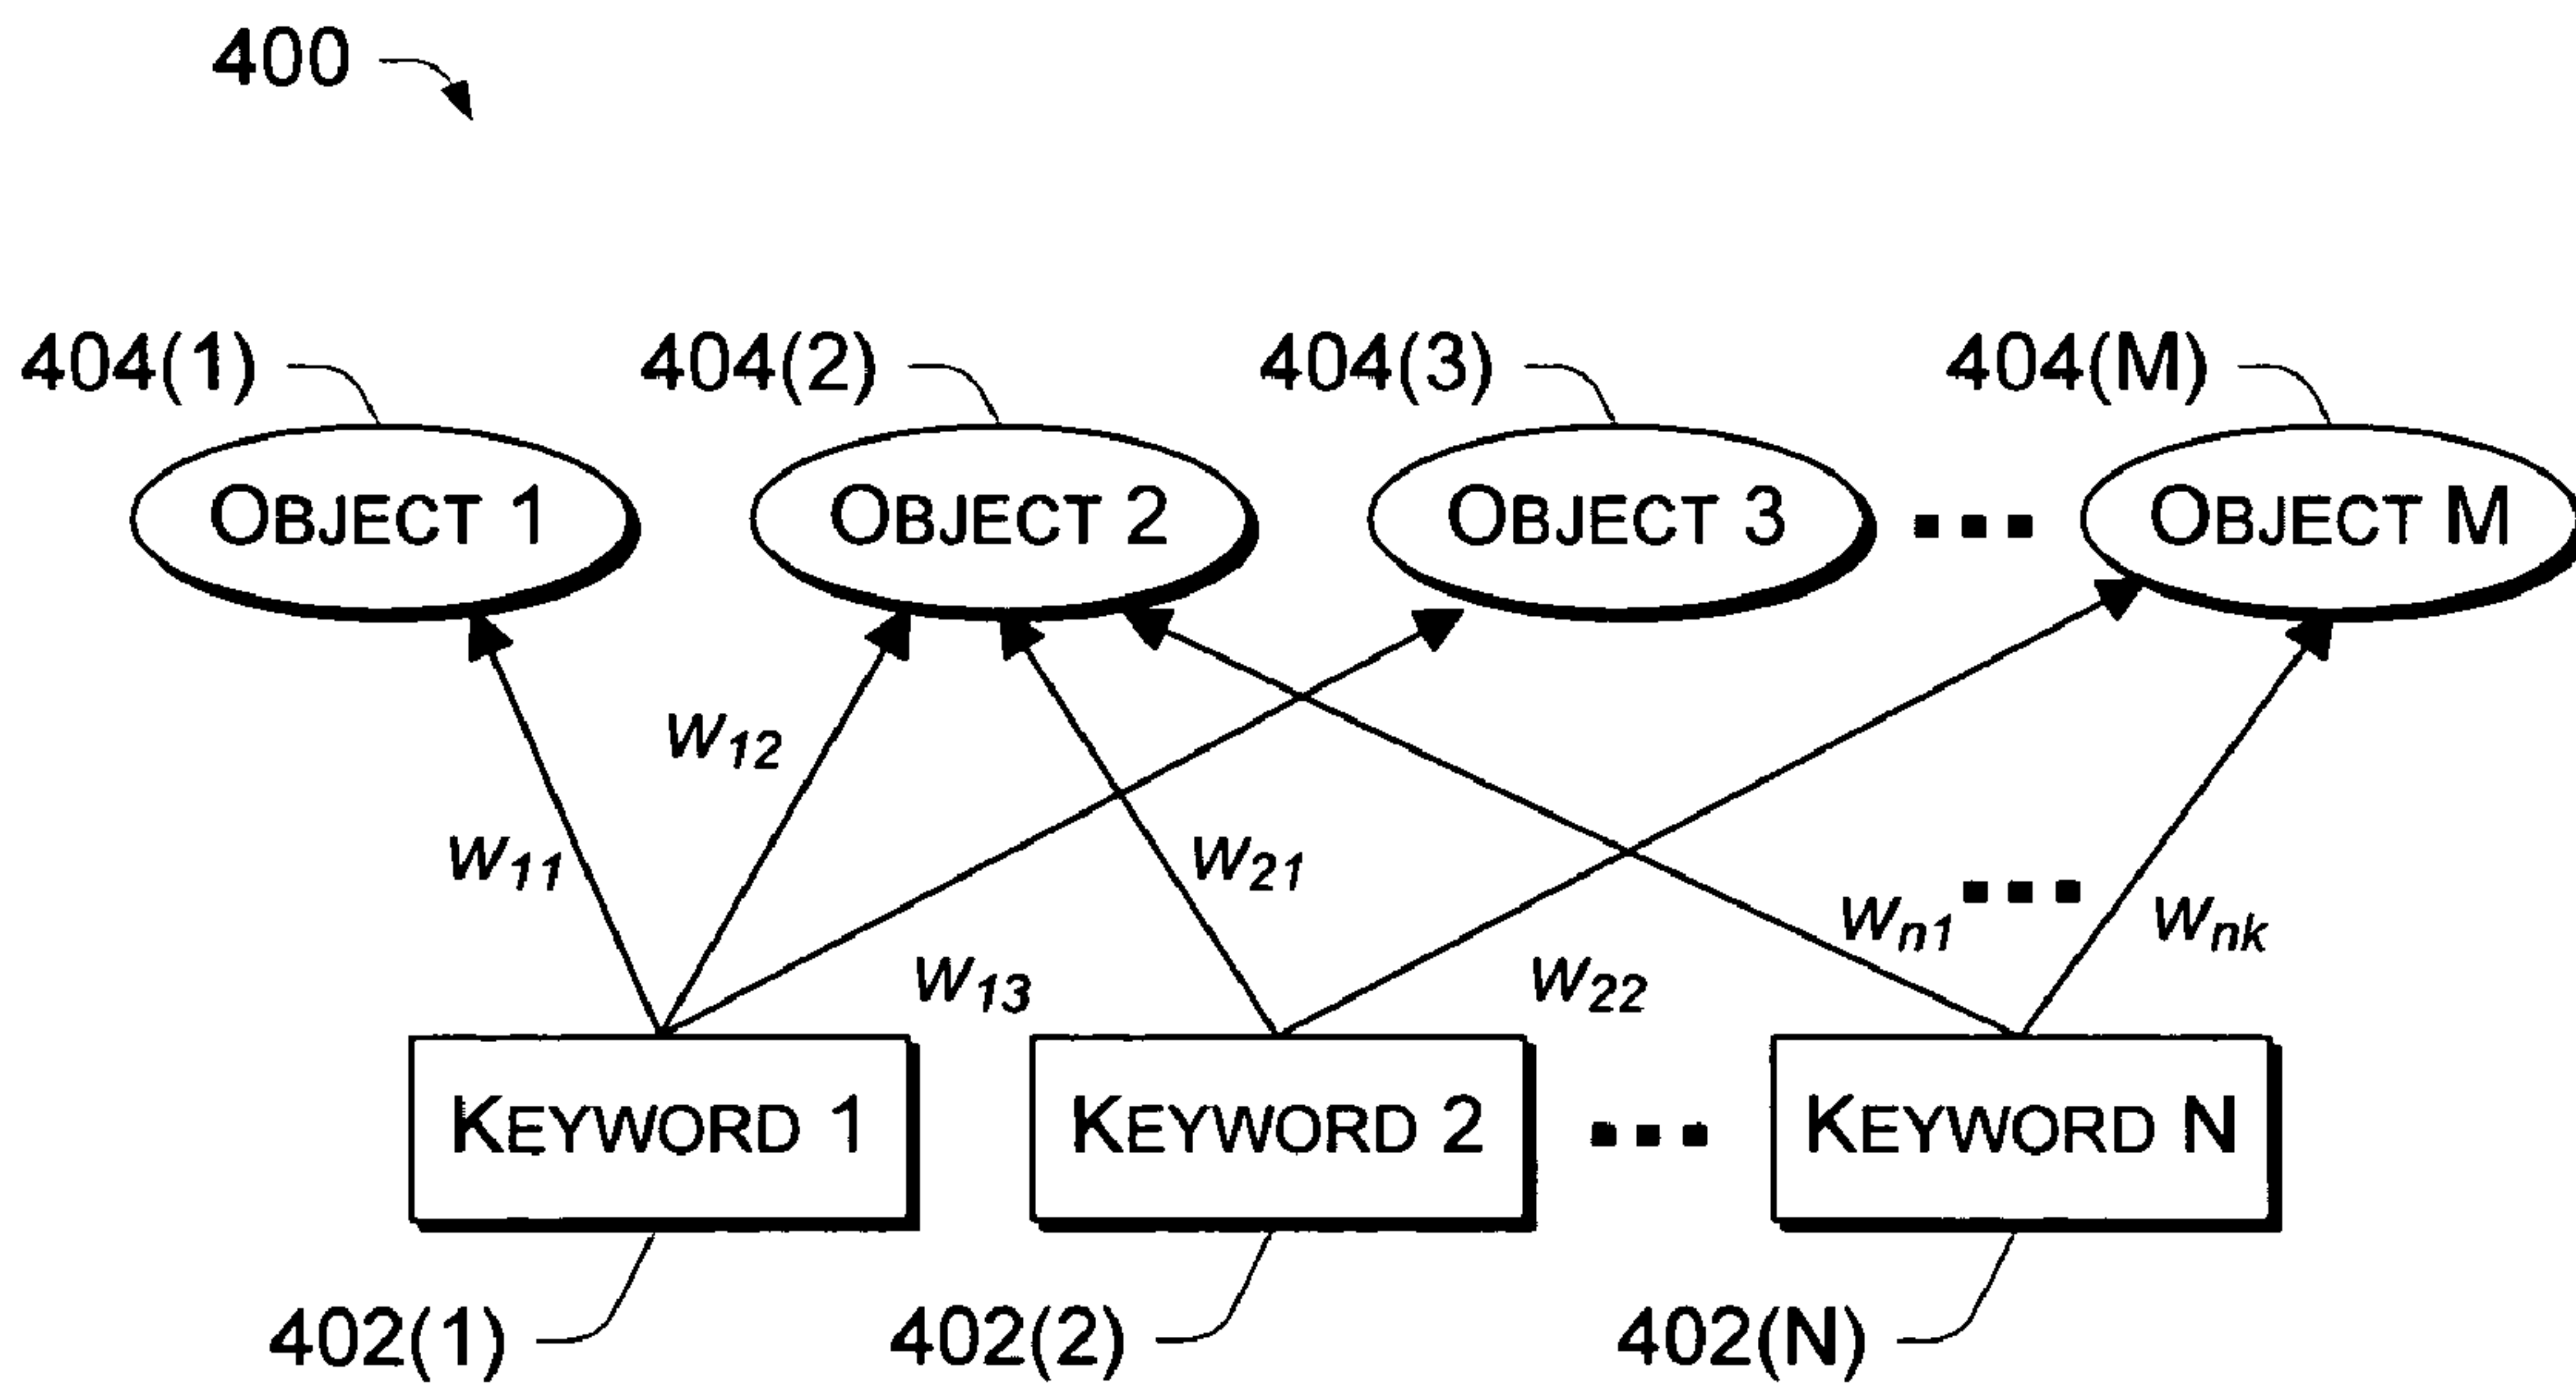 400
404(1) 404(2) 404(3) 404(M)
OBJECT 1 OBJECT 2 OBJECT 3 ... OBJECT M
w12
w11 w21
wn1 ... wnk
w13 w22
KEYWORD 1 KEYWORD 2 ... KEYWORD N
402(1) 402(2) 402(N)